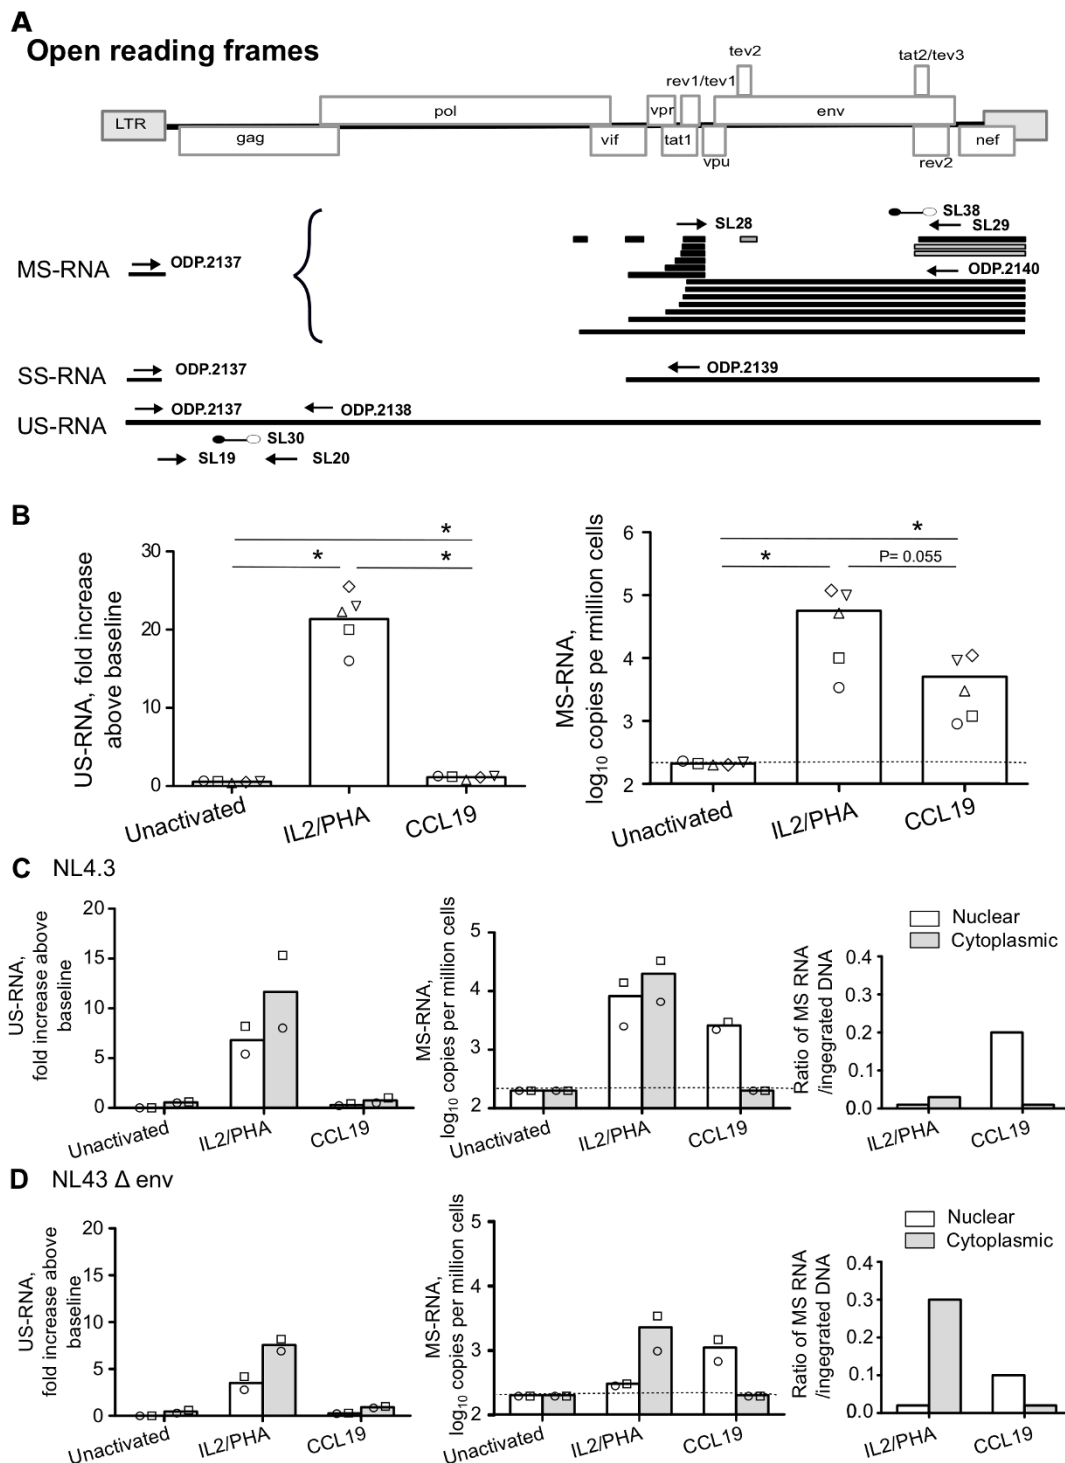 A
Open reading frames
tev2
tat2/tev3
rev1/tev1
LTR
gag
pol
vif
vpr
tat1
vpu
env
rev2
nef
MS-RNA
ODP.2137
SL28
SL38
SL29
ODP.2140
SS-RNA
ODP.2137
ODP.2139
US-RNA
ODP.2137
ODP.2138
SL30
SL19
SL20
B
US-RNA, fold increase
above baseline
30
20
10
0
*
*
*
Unactivated
IL2/PHA
CCL19
MS-RNA,
log10 copies pe rmillion cells
6
5
4
3
2
*
*
P= 0.055
Unactivated
IL2/PHA
CCL19
C NL4.3
US-RNA,
fold increase above
baseline
20
15
10
5
0
Unactivated
IL2/PHA
CCL19
MS-RNA,
log10 copies per million cells
5
4
3
2
Unactivated
IL2/PHA
CCL19
Nuclear
Cytoplasmic
Ratio of MS RNA
/ingegrated DNA
0.4
0.3
0.2
0.1
0.0
IL2/PHA
CCL19
D NL43 Δ env
US-RNA,
fold increase above
baseline
20
15
10
5
0
Unactivated
IL2/PHA
CCL19
MS-RNA,
log10 copies per million cells
5
4
3
2
Unactivated
IL2/PHA
CCL19
Nuclear
Cytoplasmic
Ratio of MS RNA
/ingegrated DNA
0.4
0.3
0.2
0.1
0.0
IL2/PHA
CCL19